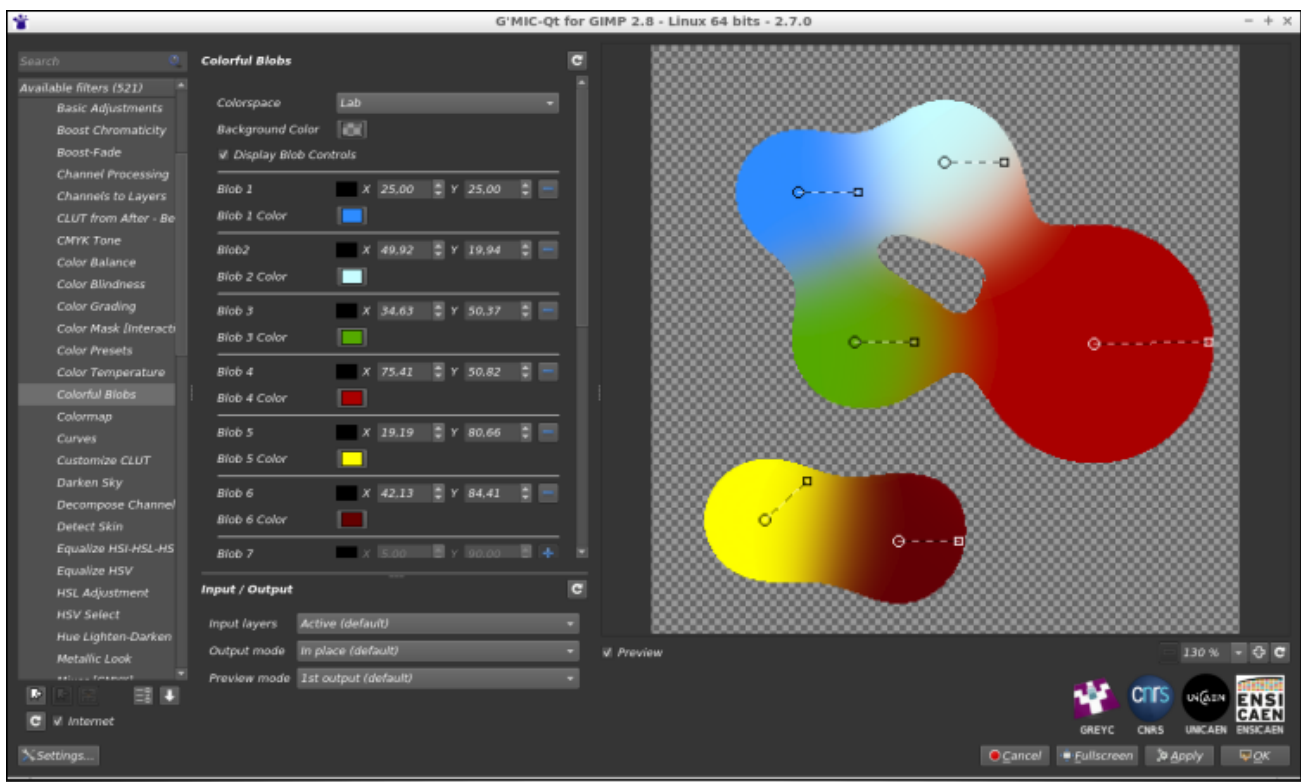 G'MIC-Qt for GIMP 2.8 - Linux 64 bits - 2.7.0
Search
Available filters (521)
Basic Adjustments
Boost Chromaticity
Boost-Fade
Channel Processing
Channels to Layers
CLUT from After - Be
CMYK Tone
Color Balance
Color Blindness
Color Grading
Color Mask [Interacti
Color Presets
Color Temperature
Colorful Blobs
Colormap
Curves
Customize CLUT
Darken Sky
Decompose Channel
Detect Skin
Equalize HSI-HSL-HS
Equalize HSV
HSL Adjustment
HSV Select
Hue Lighten-Darken
Metallic Look
Internet
Settings...
Colorful Blobs
Colorspace Lab
Background Color
Display Blob Controls
Blob 1 X 25,00 Y 25,00
Blob 1 Color
Blob2 X 49,92 Y 19,94
Blob 2 Color
Blob 3 X 34,63 Y 50,37
Blob 3 Color
Blob 4 X 75,41 Y 50,82
Blob 4 Color
Blob 5 X 19,19 Y 80,66
Blob 5 Color
Blob 6 X 42,13 Y 84,41
Blob 6 Color
Blob 7 X 5,00 Y 90,00
Input / Output
Input layers Active (default)
Output mode In place (default)
Preview mode 1st output (default)
Preview
130 %
cnrs UNICAEN ENSI
CAEN
GREYC CNRS UNICAEN ENSICAEN
Cancel Fullscreen Apply OK